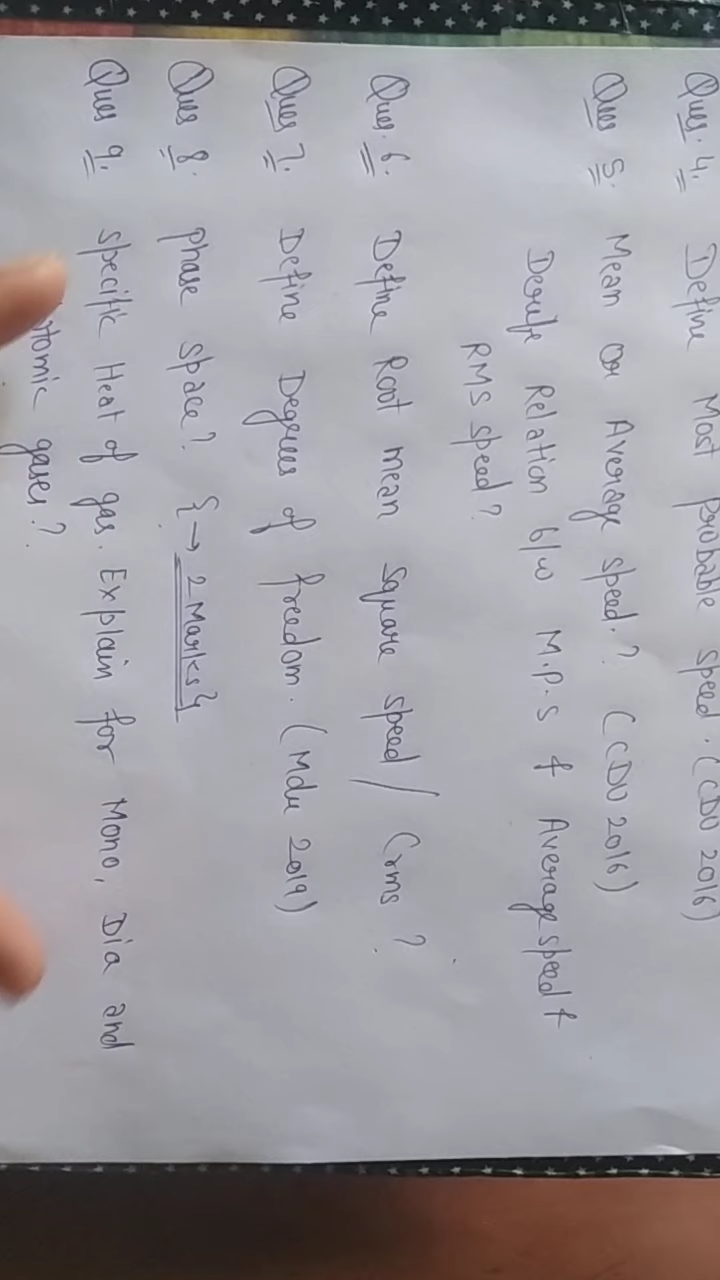 Ques. 4. Define Most probable speed. (CDU 2016)
Ques 5. Mean or Average speed.? (CDU 2016)
Derive Relation b/w M.P.S & Average speed &
RMS speed?
Ques. 6. Define Root mean square speed / Crms ?
Ques 7. Define Degrees of freedom. (Mdu 2019)
Ques 8. Phase space? {→ 2 Marks}
Ques 9. specific Heat of gas. Explain for Mono, Dia and
atomic gases?